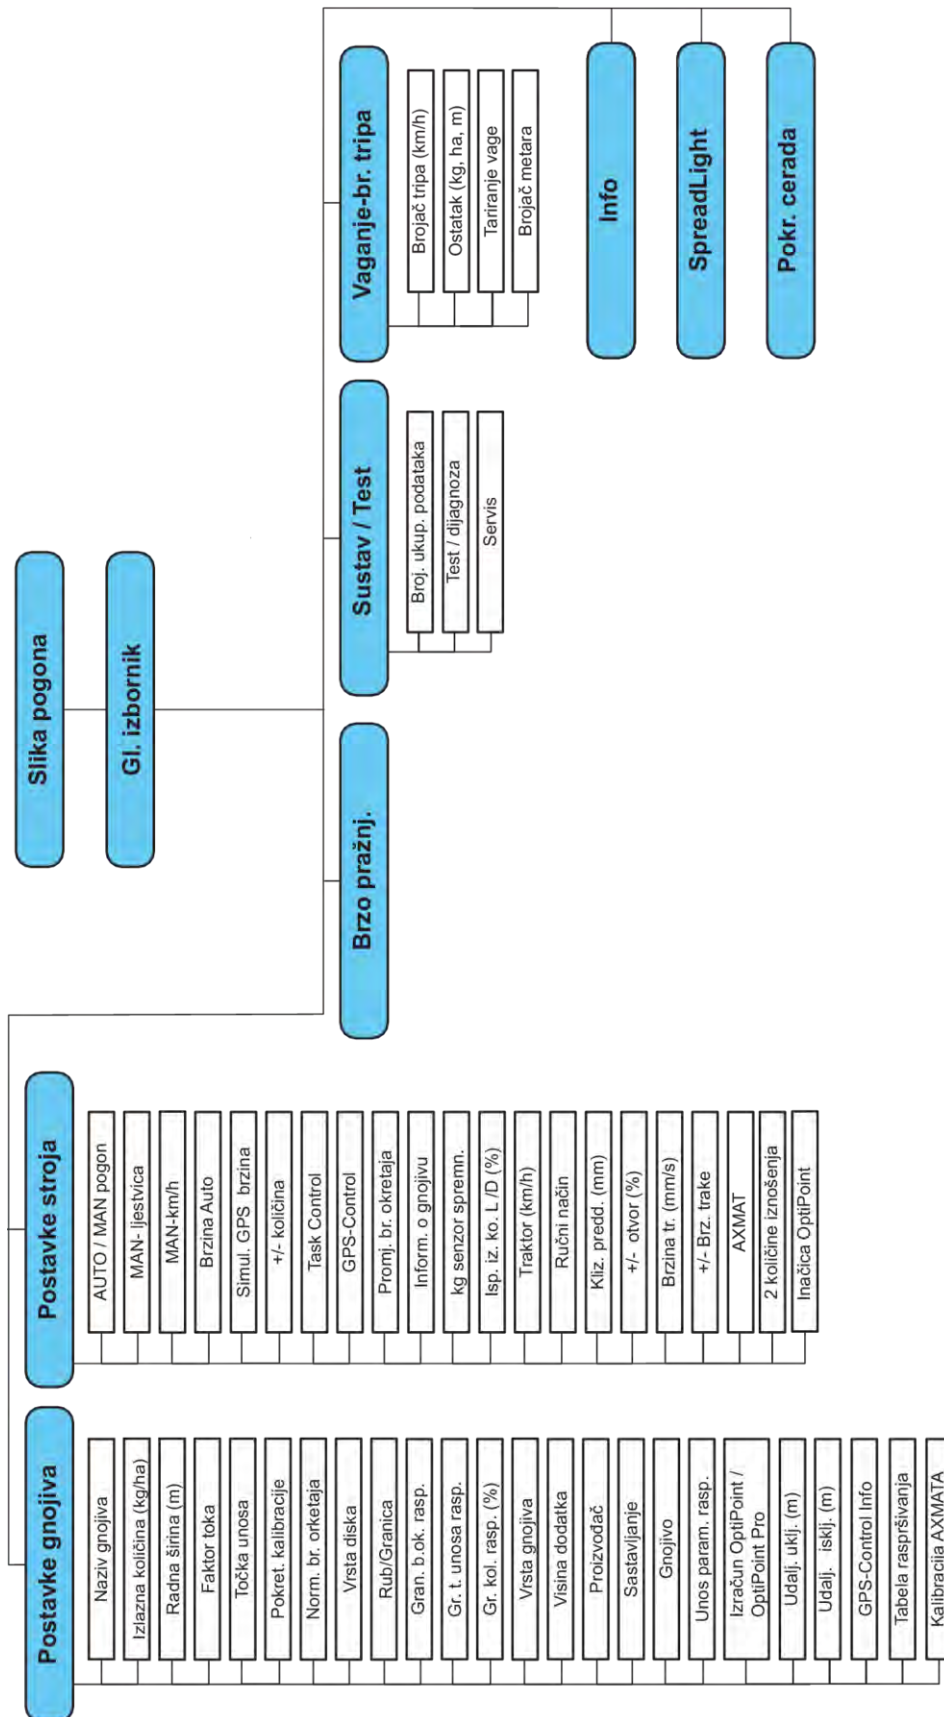 Slika pogona
Gl. izbornik
Postavke gnojiva
Naziv gnojiva
Izlazna količina (kg/ha)
Radna širina (m)
Faktor toka
Točka unosa
Pokret. kalibracije
Norm. br. orketaja
Vrsta diska
Rub/Granica
Gran. b.ok. rasp.
Gr. t. unosa rasp.
Gr. kol. rasp. (%)
Vrsta gnojiva
Visina dodatka
Proizvođač
Sastavljanje
Gnojivo
Unos param. rasp.
Izračun OptiPoint /
OptiPoint Pro
Udalj. uklj. (m)
Udalj. isklj. (m)
GPS-Control Info
Tabela raspršivanja
Kalibracija AXMATA
Postavke stroja
AUTO / MAN pogon
MAN- ljestvica
MAN-km/h
Brzina Auto
Simul. GPS brzina
+/- količina
Task Control
GPS-Control
Promj. br. okretaja
Inform. o gnojivu
kg senzor spremn.
Isp. iz. ko. L /D (%)
Traktor (km/h)
Ručni način
Kliz. predd. (mm)
+/- otvor (%)
Brzina tr. (mm/s)
+/- Brz. trake
AXMAT
2 količine iznošenja
Inačica OptiPoint
Brzo pražnj.
Sustav / Test
Broj. ukup. podataka
Test / dijagnoza
Servis
Vaganje-br. tripa
Brojač tripa (km/h)
Ostatak (kg, ha, m)
Tariranje vage
Brojač metara
Info
SpreadLight
Pokr. cerada